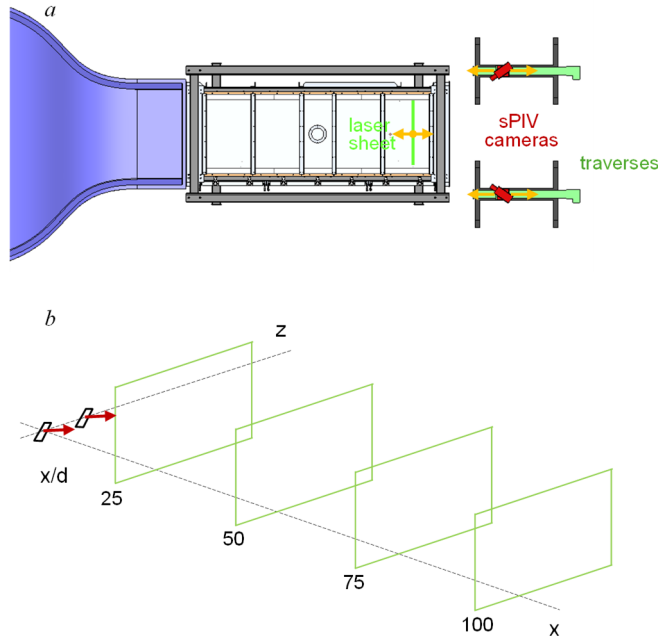 a
laser
sheet
sPIV
cameras
traverses
b
z
x/d
25
50
75
100
x